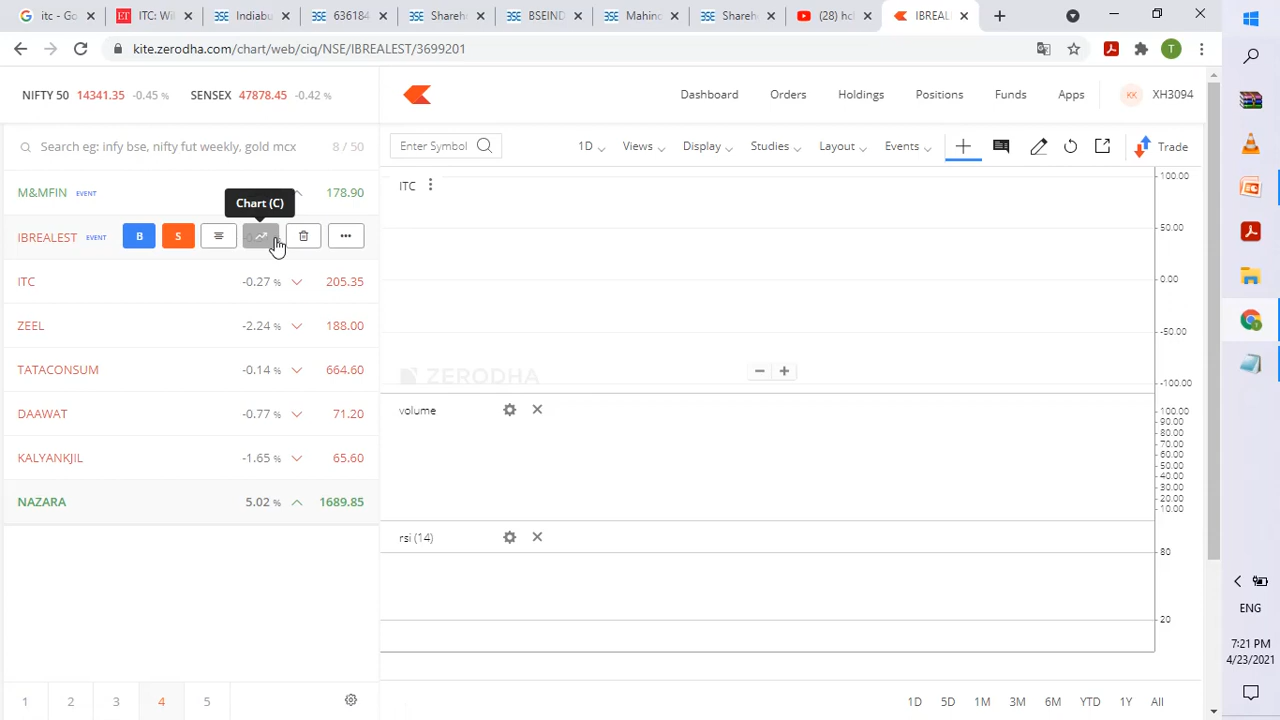 itc - G
ITC: Wil
Indiabu
636184
Shareh
BSEIND
Mahind
Shareh
(28) hcl
IBREAL
kite.zerodha.com/chart/web/ciq/NSE/IBREALEST/3699201
T
NIFTY 50 14341.35 -0.45 %
SENSEX 47878.45 -0.42 %
Dashboard Orders Holdings Positions Funds Apps KK XH3094
Search eg: infy bse, nifty fut weekly, gold mcx 8 / 50
Enter Symbol 1D Views Display Studies Layout Events Trade
M&MFIN EVENT 178.90
Chart (C)
IBREALEST EVENT B S
ITC -0.27 % 205.35
ZEEL -2.24 % 188.00
TATACONSUM -0.14 % 664.60
DAAWAT -0.77 % 71.20
KALYANKJIL -1.65 % 65.60
NAZARA 5.02 % 1689.85
1 2 3 4 5
ITC
100.00
50.00
0.00
-50.00
-100.00
ZERODHA
volume
100.00
90.00
80.00
70.00
60.00
50.00
40.00
30.00
20.00
10.00
rsi (14)
80
20
1D 5D 1M 3M 6M YTD 1Y All
ENG
7:21 PM
4/23/2021